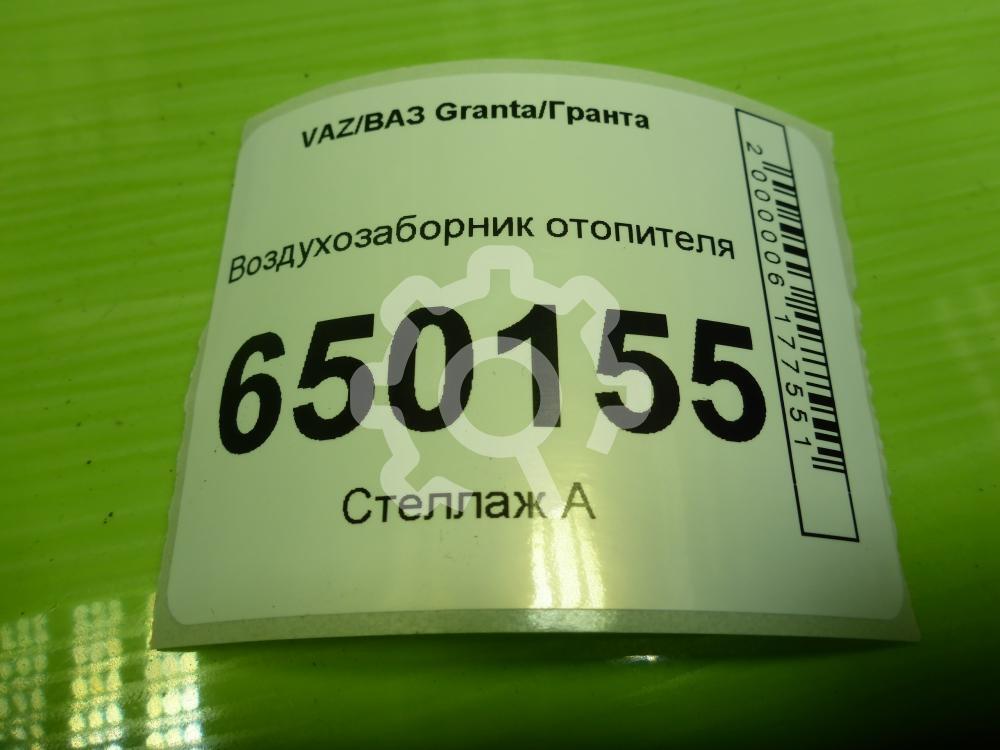 VAZ/ВАЗ Granta/Гранта
Воздухозаборник отопителя
650155
Стеллаж А
2000006177551